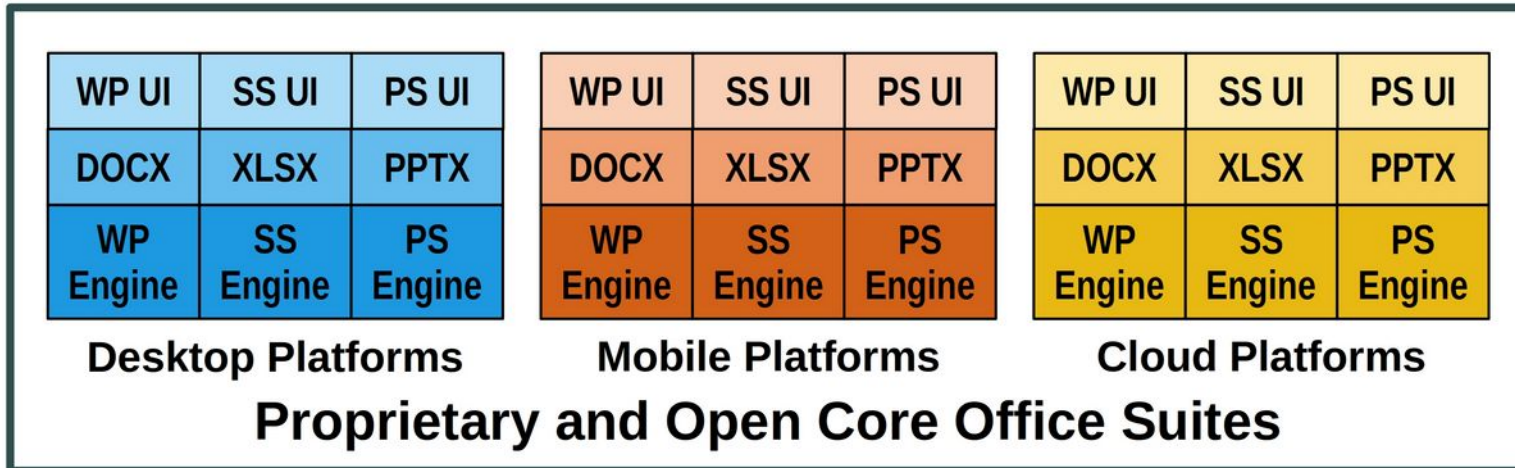 WP UI SS UI PS UI WP UI SS UI PS UI WP UI SS UI PS UI
DOCX XLSX PPTX DOCX XLSX PPTX DOCX XLSX PPTX
WP SS PS WP SS PS WP SS PS
Engine Engine Engine Engine Engine Engine Engine Engine Engine
Desktop Platforms Mobile Platforms Cloud Platforms
Proprietary and Open Core Office Suites